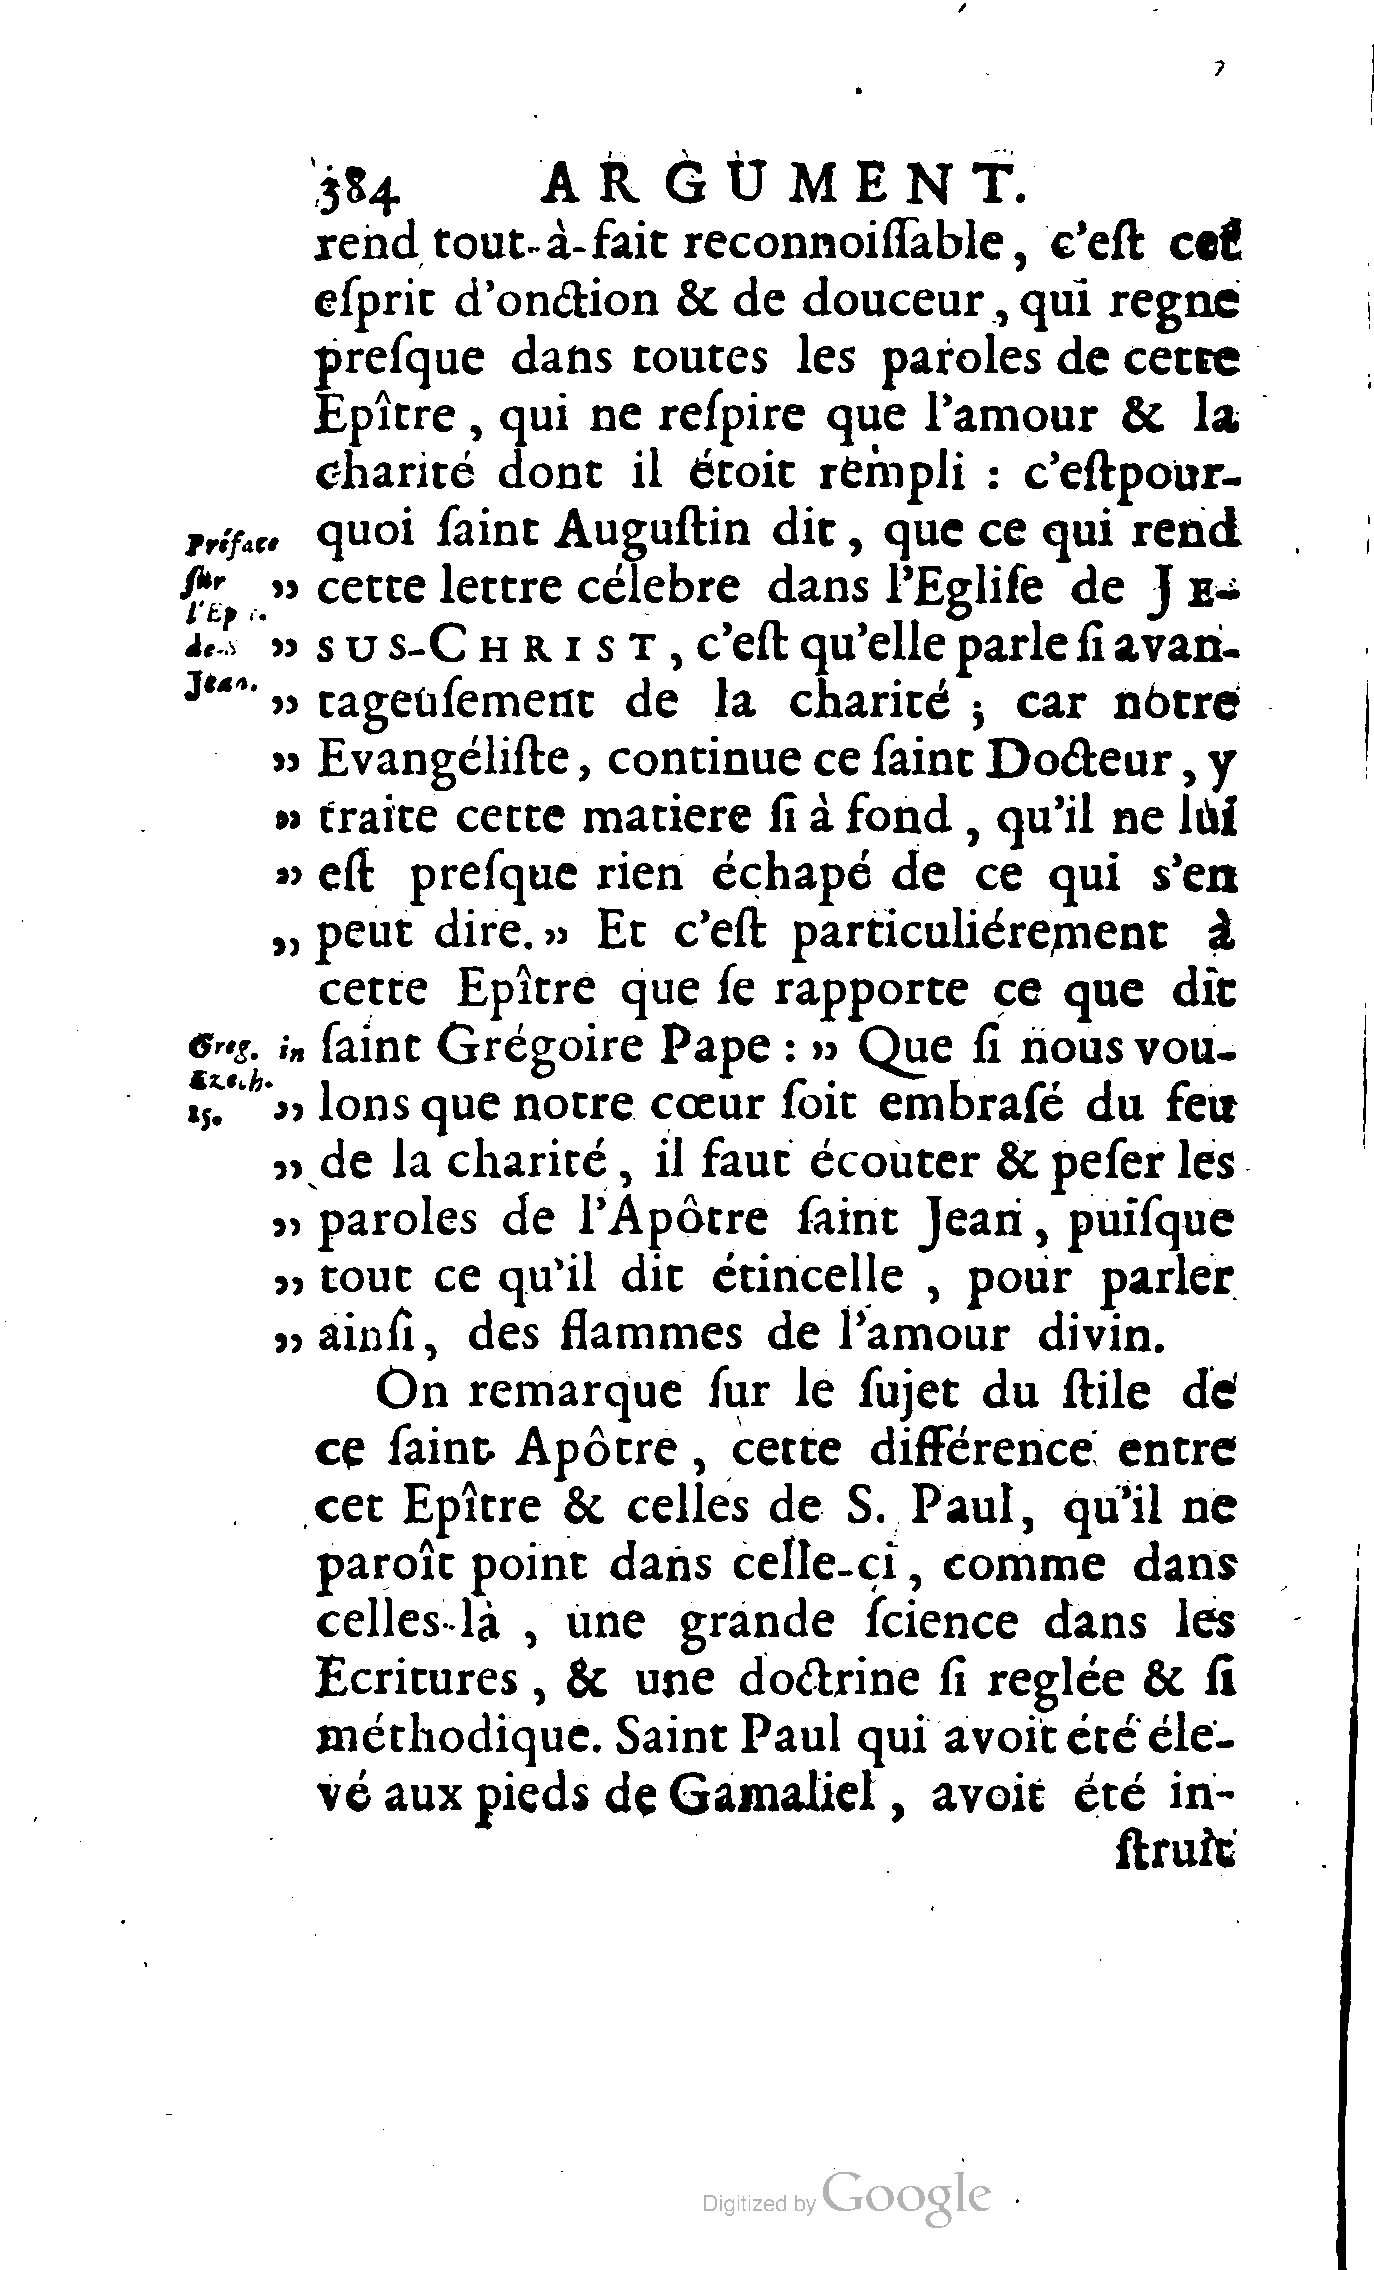 384 ARGUMENT.
rend tout-à-fait reconnoiſſable, c'eſt cet
eſprit d'onction & de douceur, qui regne
preſque dans toutes les paroles de cette
Epître, qui ne reſpire que l'amour & la
charité dont il étoit rempli : c'eſtpour-
Préface quoi ſaint Auguſtin dit, que ce qui rend
ſur „ cette lettre célebre dans l'Egliſe de JE-
l'Ep
de S „ SUS-CHRIST, c'eſt qu'elle parle ſi avan-
Jean. „ tageuſement de la charité ; car nòtre
„ Evangéliſte, continue ce ſaint Docteur, y
„ traite cette matiere ſi à fond, qu'il ne lui
„ eſt preſque rien échapé de ce qui s'en
„ peut dire. „ Et c'eſt particuliérement à
cette Epître que ſe rapporte ce que dit
Greg. in ſaint Grégoire Pape : „ Que ſi nous vou-
Ezech.
15. „ lons que notre cœur ſoit embraſé du feu
„ de la charité, il faut écouter & peſer les
„ paroles de l'Apôtre ſaint Jean, puiſque
„ tout ce qu'il dit étincelle, pour parler
„ ainſi, des flammes de l'amour divin.
On remarque ſur le ſujet du ſtile de
ce ſaint Apôtre, cette différence entre
cet Epître & celles de S. Paul, qu'il ne
paroît point dans celle-ci, comme dans
celles-là, une grande ſcience dans les
Ecritures, & une doctrine ſi reglée & ſi
méthodique. Saint Paul qui avoit été éle-
vé aux pieds de Gamaliel, avoit été in-
ſtruit
Digitized by Google